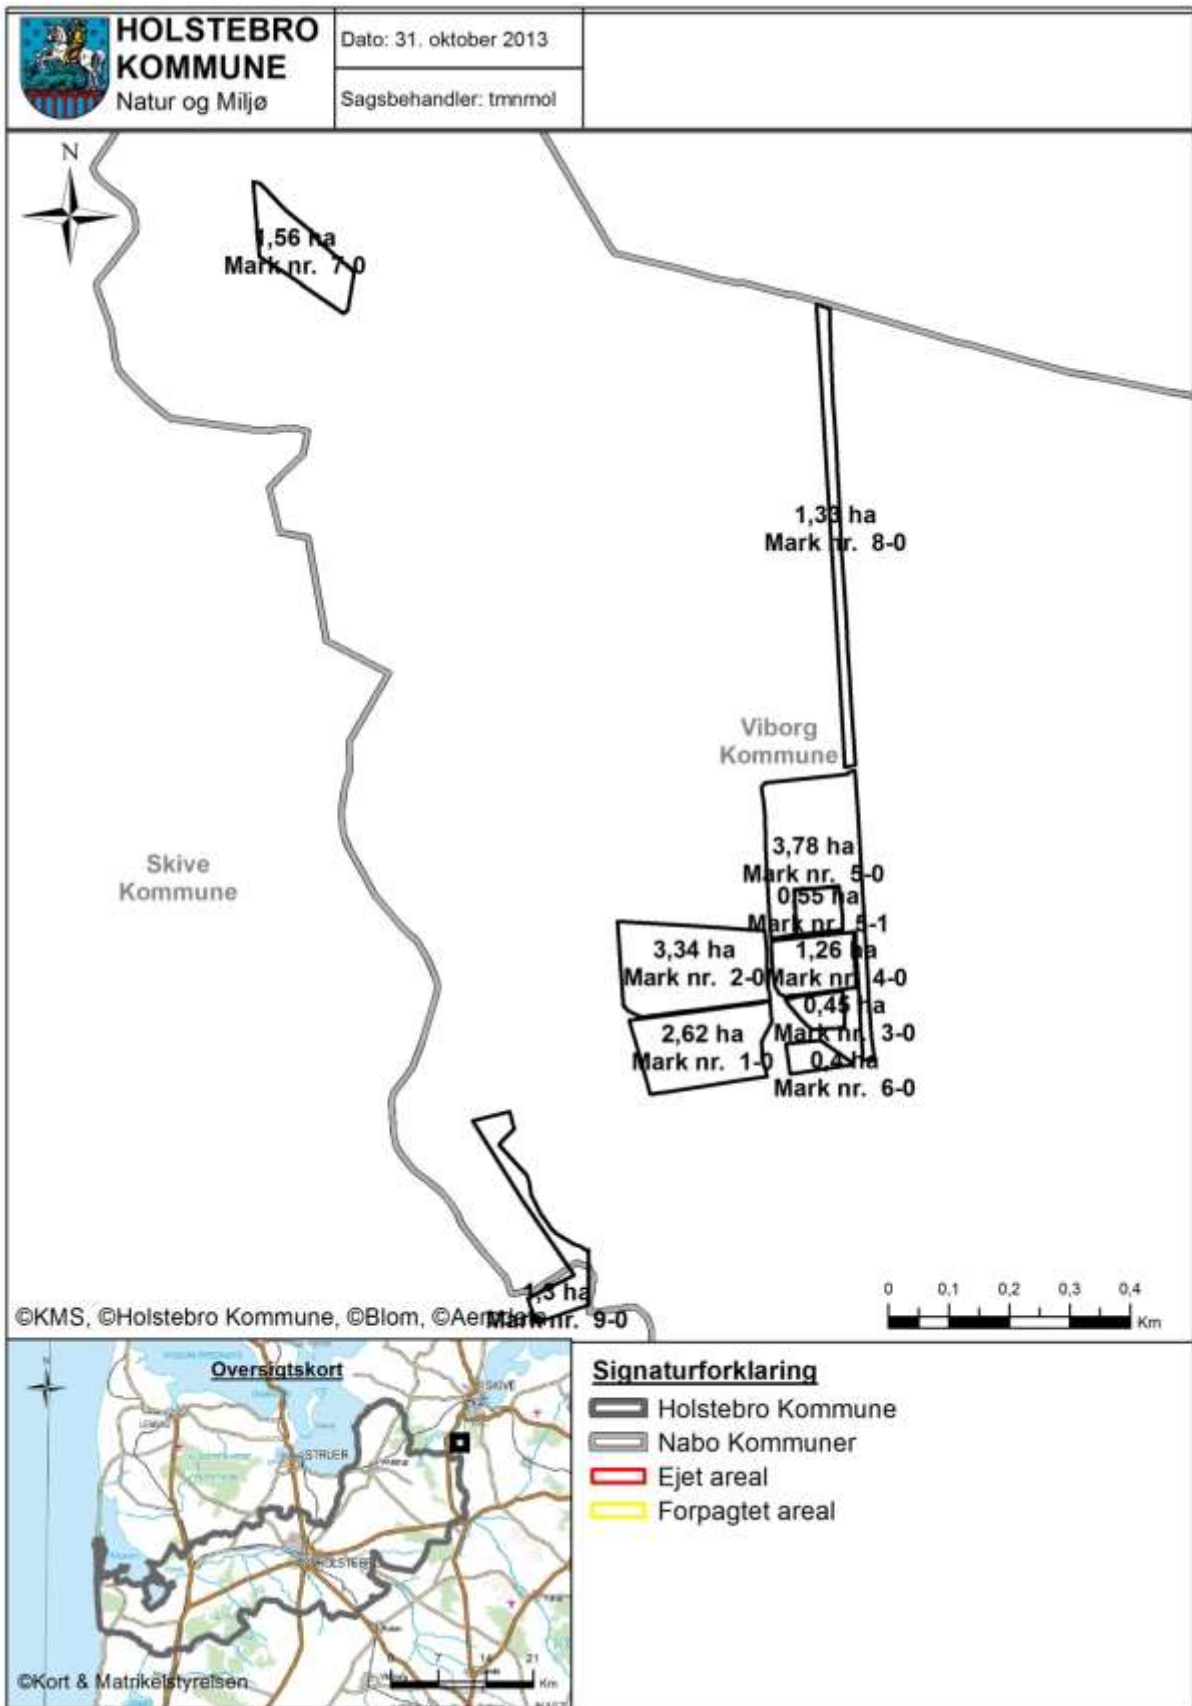 HOLSTEBRO
KOMMUNE
Natur og Miljø
Dato: 31. oktober 2013
Sagsbehandler: tmnmol
N
1,56 ha
Mark nr. 7-0
1,33 ha
Mark nr. 8-0
Viborg
Kommune
Skive
Kommune
3,78 ha
Mark nr. 5-0
0,55 ha
Mark nr. 5-1
3,34 ha
Mark nr. 2-0
1,26 ha
Mark nr. 4-0
0,45 ha
Mark nr. 3-0
2,62 ha
Mark nr. 1-0
0,4 ha
Mark nr. 6-0
1,3 ha
Mark nr. 9-0
0 0,1 0,2 0,3 0,4
Km
©KMS, ©Holstebro Kommune, ©Blom,
Oversigtskort
N
SKIVE
STRUER
HOLSTEBRO
0 7 14 21
Km
©Kort & Matrikelstyrelsen
Signaturforklaring
Holstebro Kommune
Nabo Kommuner
Ejet areal
Forpagtet areal